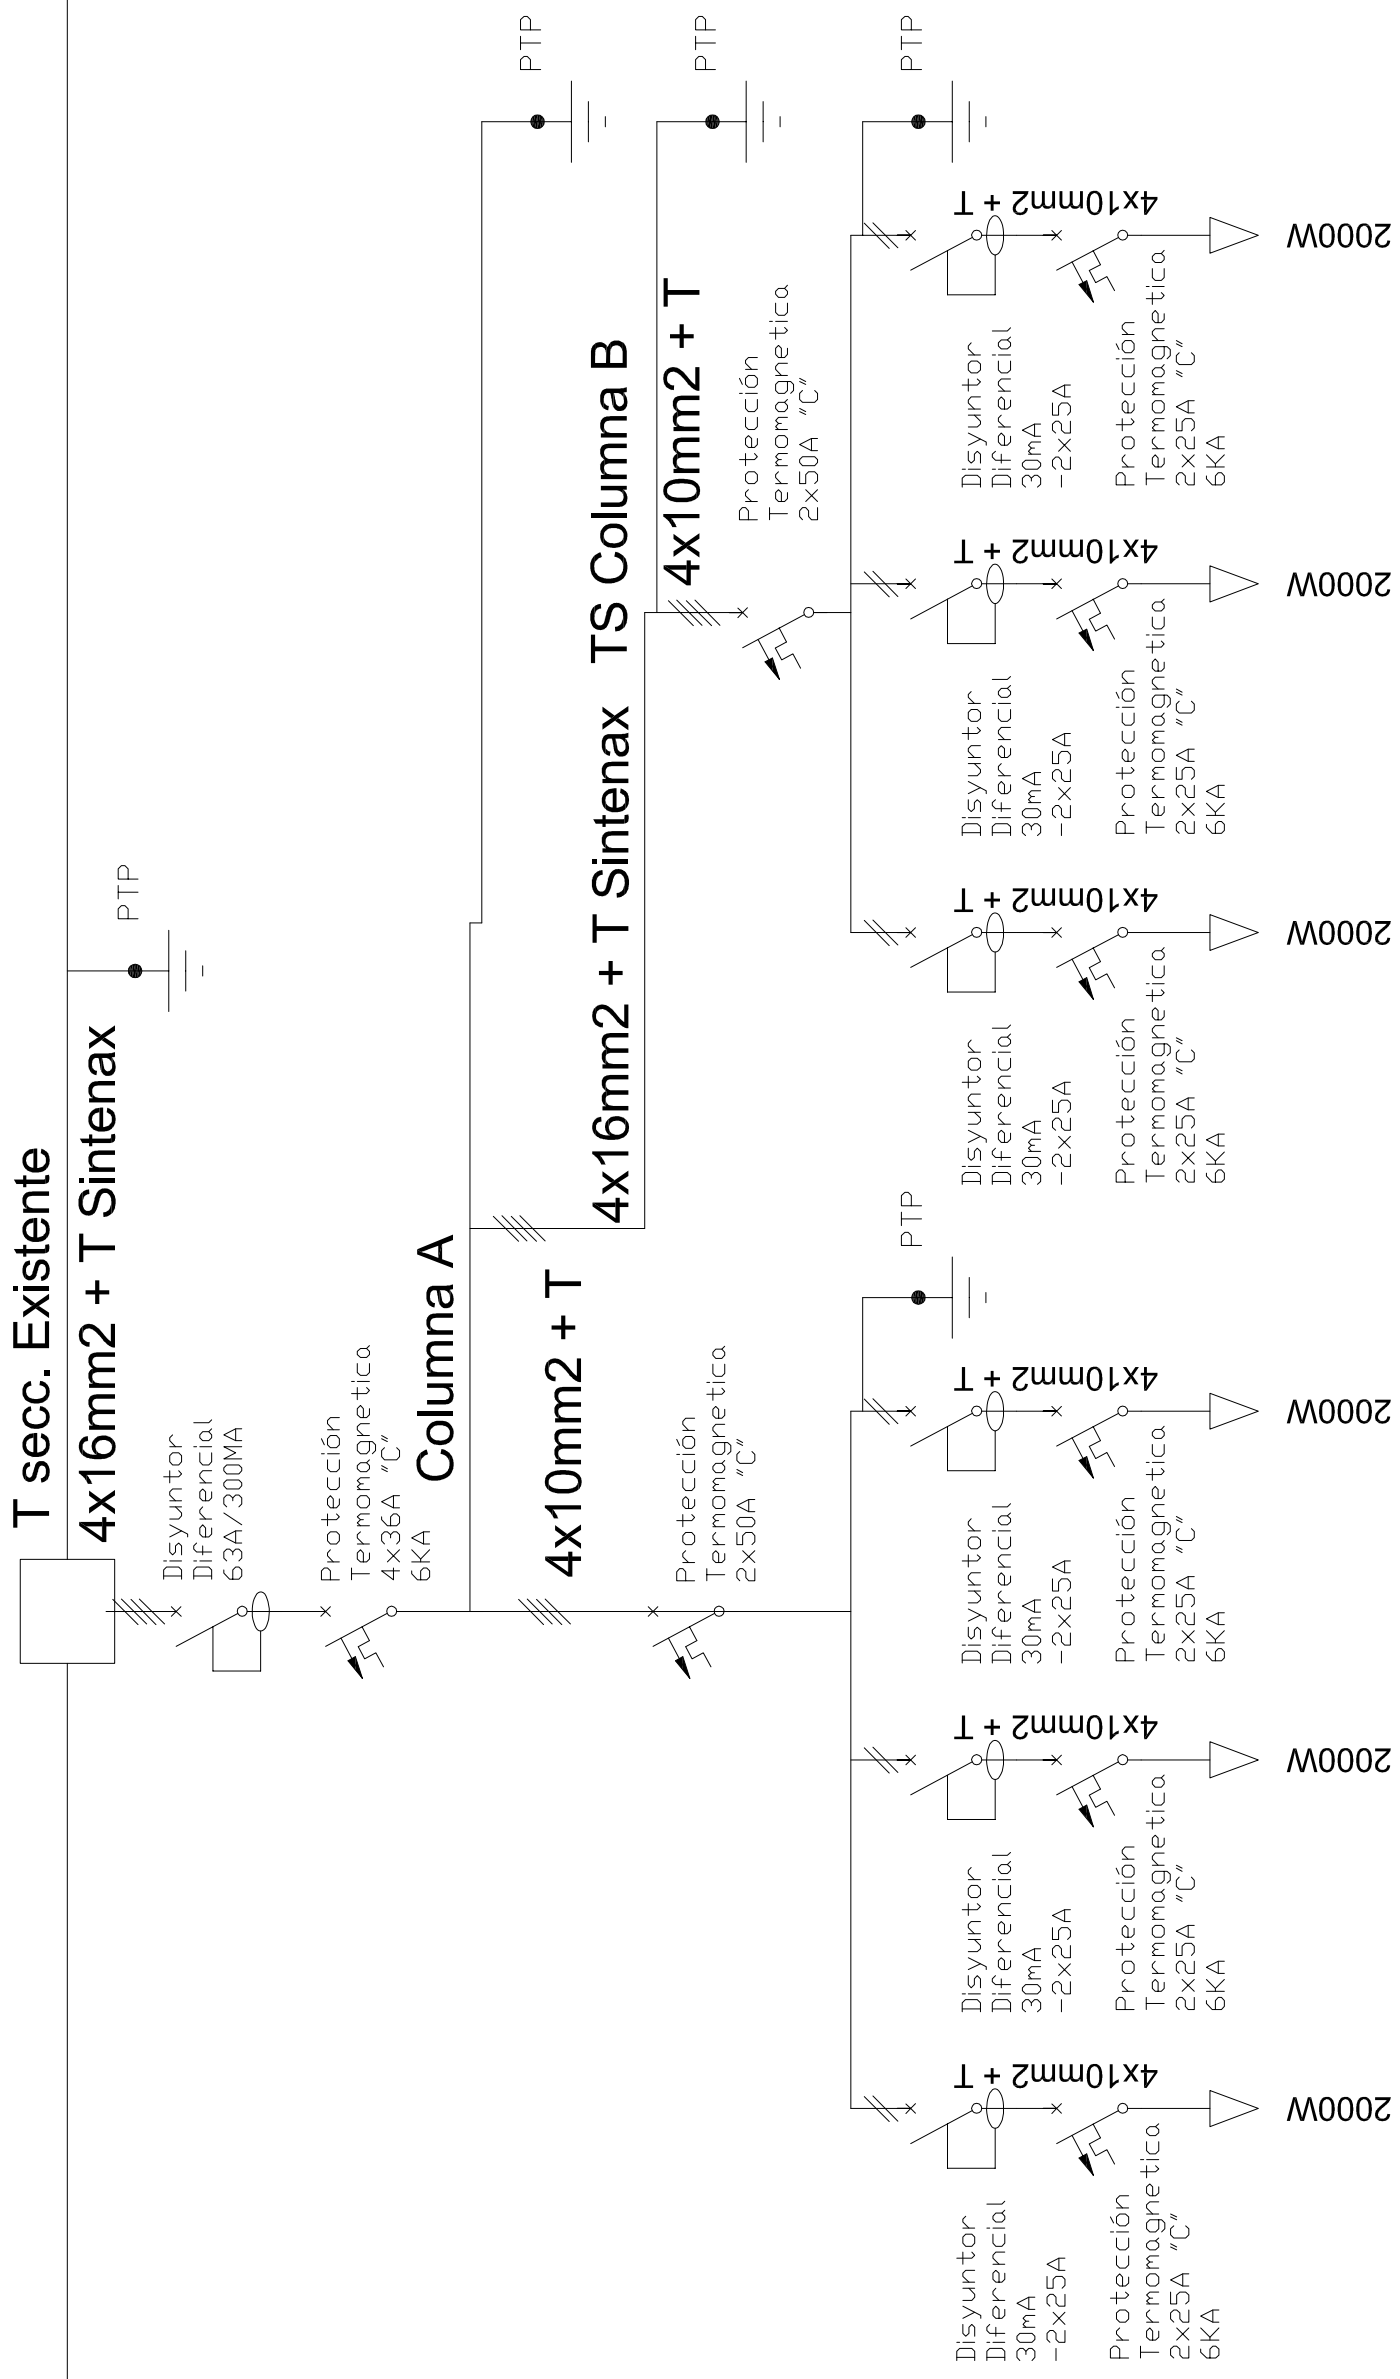 T secc. Existente
4x16mm2 + T Sintenax
PTP
Disyuntor
Diferencial
63A/300MA
Protección
Termomagnetica
4x36A "C"
6KA
Columna A
PTP
4x10mm2 + T
4x16mm2 + T Sintenax
TS Columna B
PTP
4x10mm2 + T
Protección
Termomagnetica
2x50A "C"
Protección
Termomagnetica
2x50A "C"
PTP
PTP
Disyuntor
Diferencial
30mA
-2x25A
4x10mm2 + T
Protección
Termomagnetica
2x25A "C"
6KA
2000W
Disyuntor
Diferencial
30mA
-2x25A
4x10mm2 + T
Protección
Termomagnetica
2x25A "C"
6KA
2000W
Disyuntor
Diferencial
30mA
-2x25A
4x10mm2 + T
Protección
Termomagnetica
2x25A "C"
6KA
2000W
Disyuntor
Diferencial
30mA
-2x25A
4x10mm2 + T
Protección
Termomagnetica
2x25A "C"
6KA
2000W
Disyuntor
Diferencial
30mA
-2x25A
4x10mm2 + T
Protección
Termomagnetica
2x25A "C"
6KA
2000W
Disyuntor
Diferencial
30mA
-2x25A
4x10mm2 + T
Protección
Termomagnetica
2x25A "C"
6KA
2000W